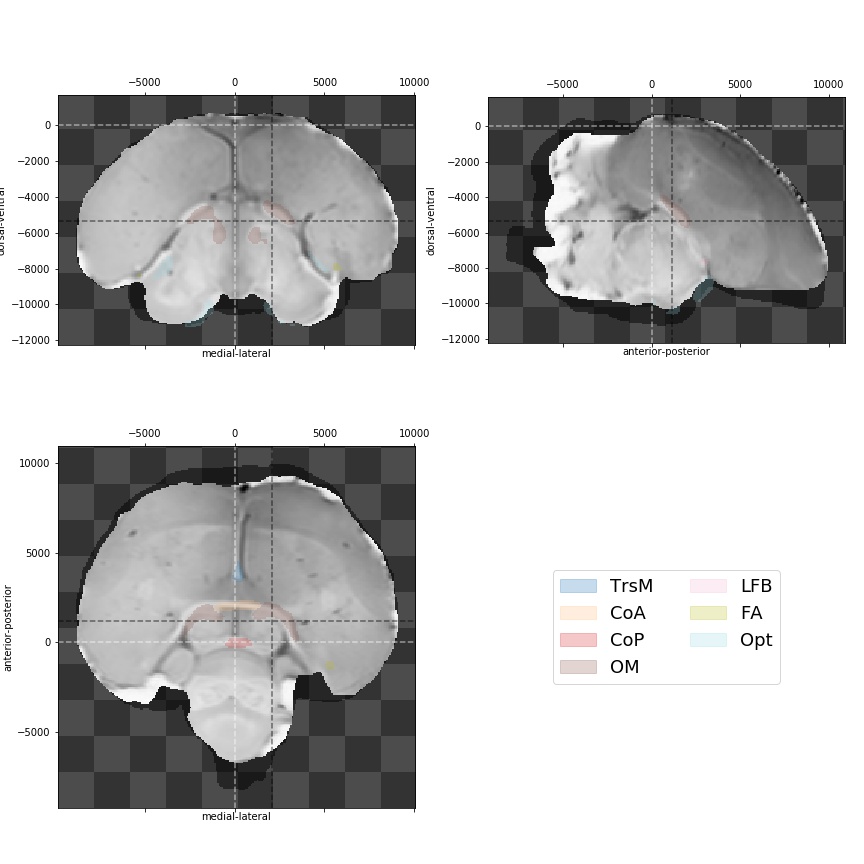 −5000 0 5000 10000
0
−2000
−4000
−6000
−8000
−10000
−12000
dorsal-ventral
medial-lateral
−5000 0 5000 10000
0
−2000
−4000
−6000
−8000
−10000
−12000
dorsal-ventral
anterior-posterior
−5000 0 5000 10000
10000
5000
0
−5000
anterior-posterior
medial-lateral
TrsM LFB
CoA FA
CoP Opt
OM